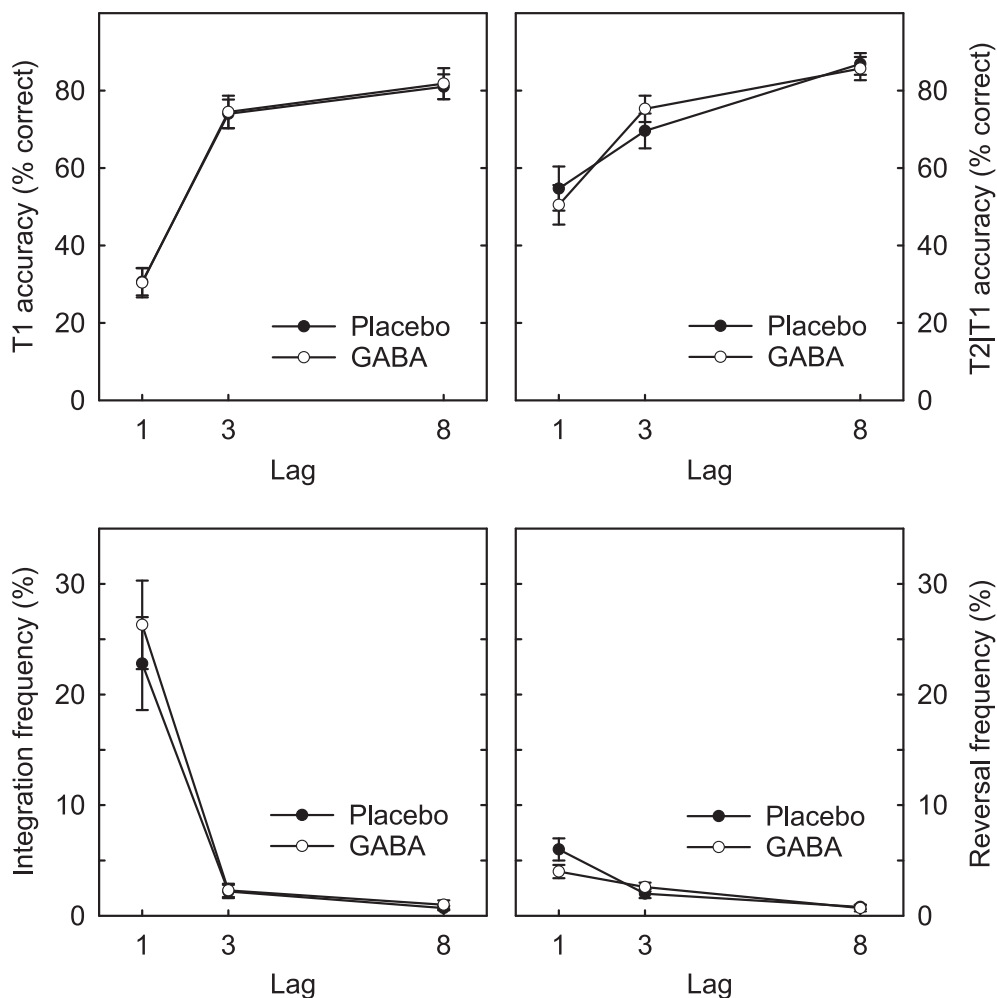 T1 accuracy (% correct)
80
60
40
20
0
Placebo
GABA
1 3 8
Lag
T2|T1 accuracy (% correct)
80
60
40
20
0
Placebo
GABA
1 3 8
Lag
Integration frequency (%)
30
20
10
0
Placebo
GABA
1 3 8
Lag
Reversal frequency (%)
30
20
10
0
Placebo
GABA
1 3 8
Lag